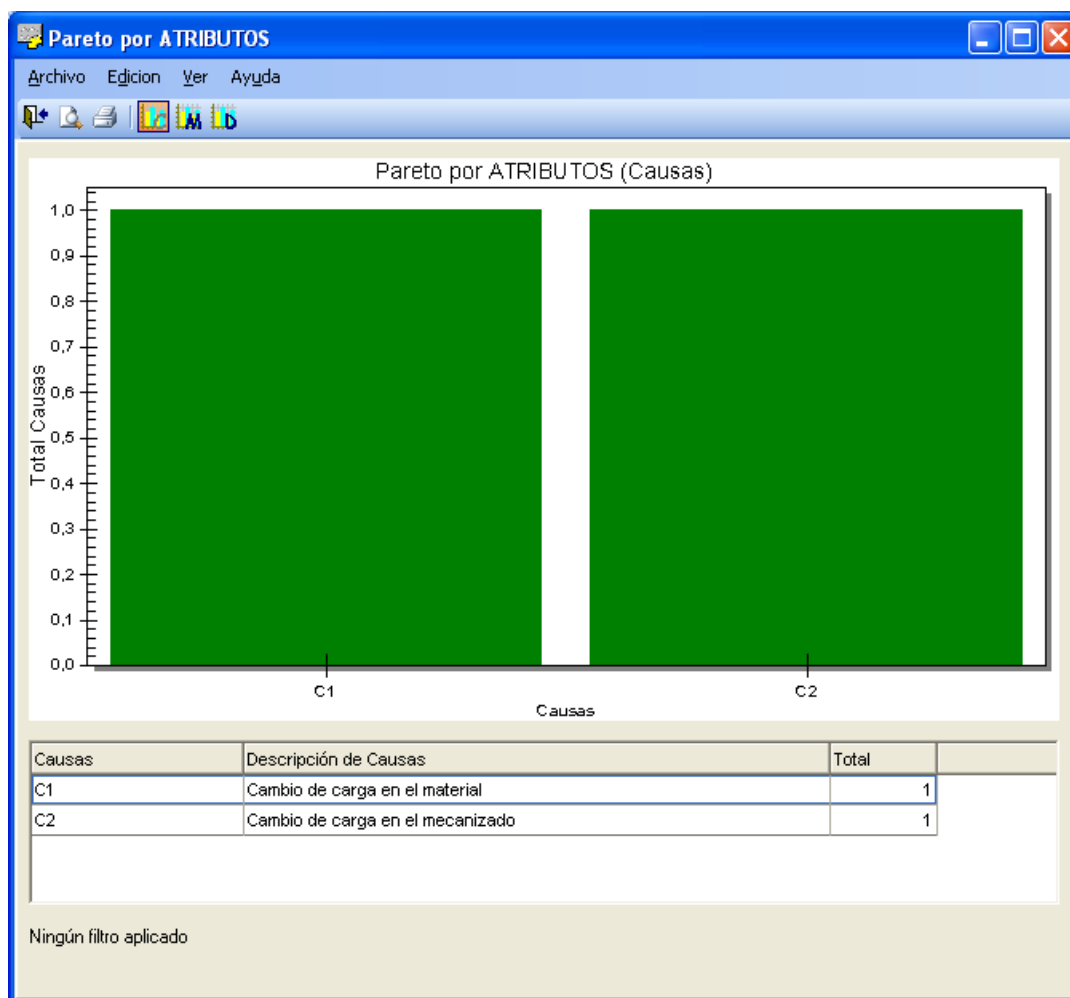 Pareto por ATRIBUTOS
Archivo Edicion Ver Ayuda
C M D
Pareto por ATRIBUTOS (Causas)
1,0
0,9
0,8
0,7
0,6
0,5
0,4
0,3
0,2
0,1
0,0
Total Causas
C1 C2
Causas
Causas Descripción de Causas Total
C1 Cambio de carga en el material 1
C2 Cambio de carga en el mecanizado 1
Ningún filtro aplicado